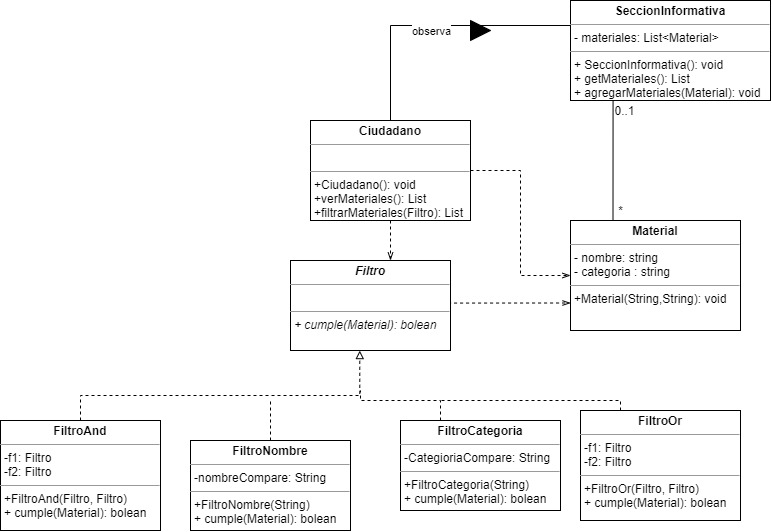 SeccionInformativa
- materiales: List<Material>
+ SeccionInformativa(): void
+ getMateriales(): List
+ agregarMateriales(Material): void
observa
0..1
*
Ciudadano
+Ciudadano(): void
+verMateriales(): List
+filtrarMateriales(Filtro): List
Material
- nombre: string
- categoria : string
+Material(String,String): void
Filtro
+ cumple(Material): bolean
FiltroAnd
-f1: Filtro
-f2: Filtro
+FiltroAnd(Filtro, Filtro)
+ cumple(Material): bolean
FiltroNombre
-nombreCompare: String
+FiltroNombre(String)
+ cumple(Material): bolean
FiltroCategoria
-CategioriaCompare: String
+FiltroCategoria(String)
+ cumple(Material): bolean
FiltroOr
-f1: Filtro
-f2: Filtro
+FiltroOr(Filtro, Filtro)
+ cumple(Material): bolean